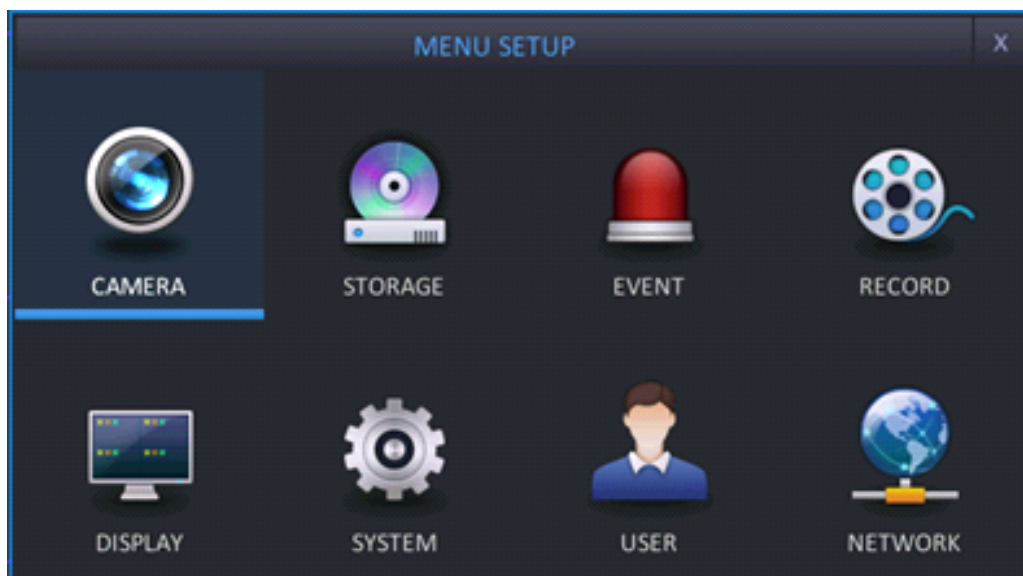 MENU SETUP X
CAMERA STORAGE EVENT RECORD
DISPLAY SYSTEM USER NETWORK